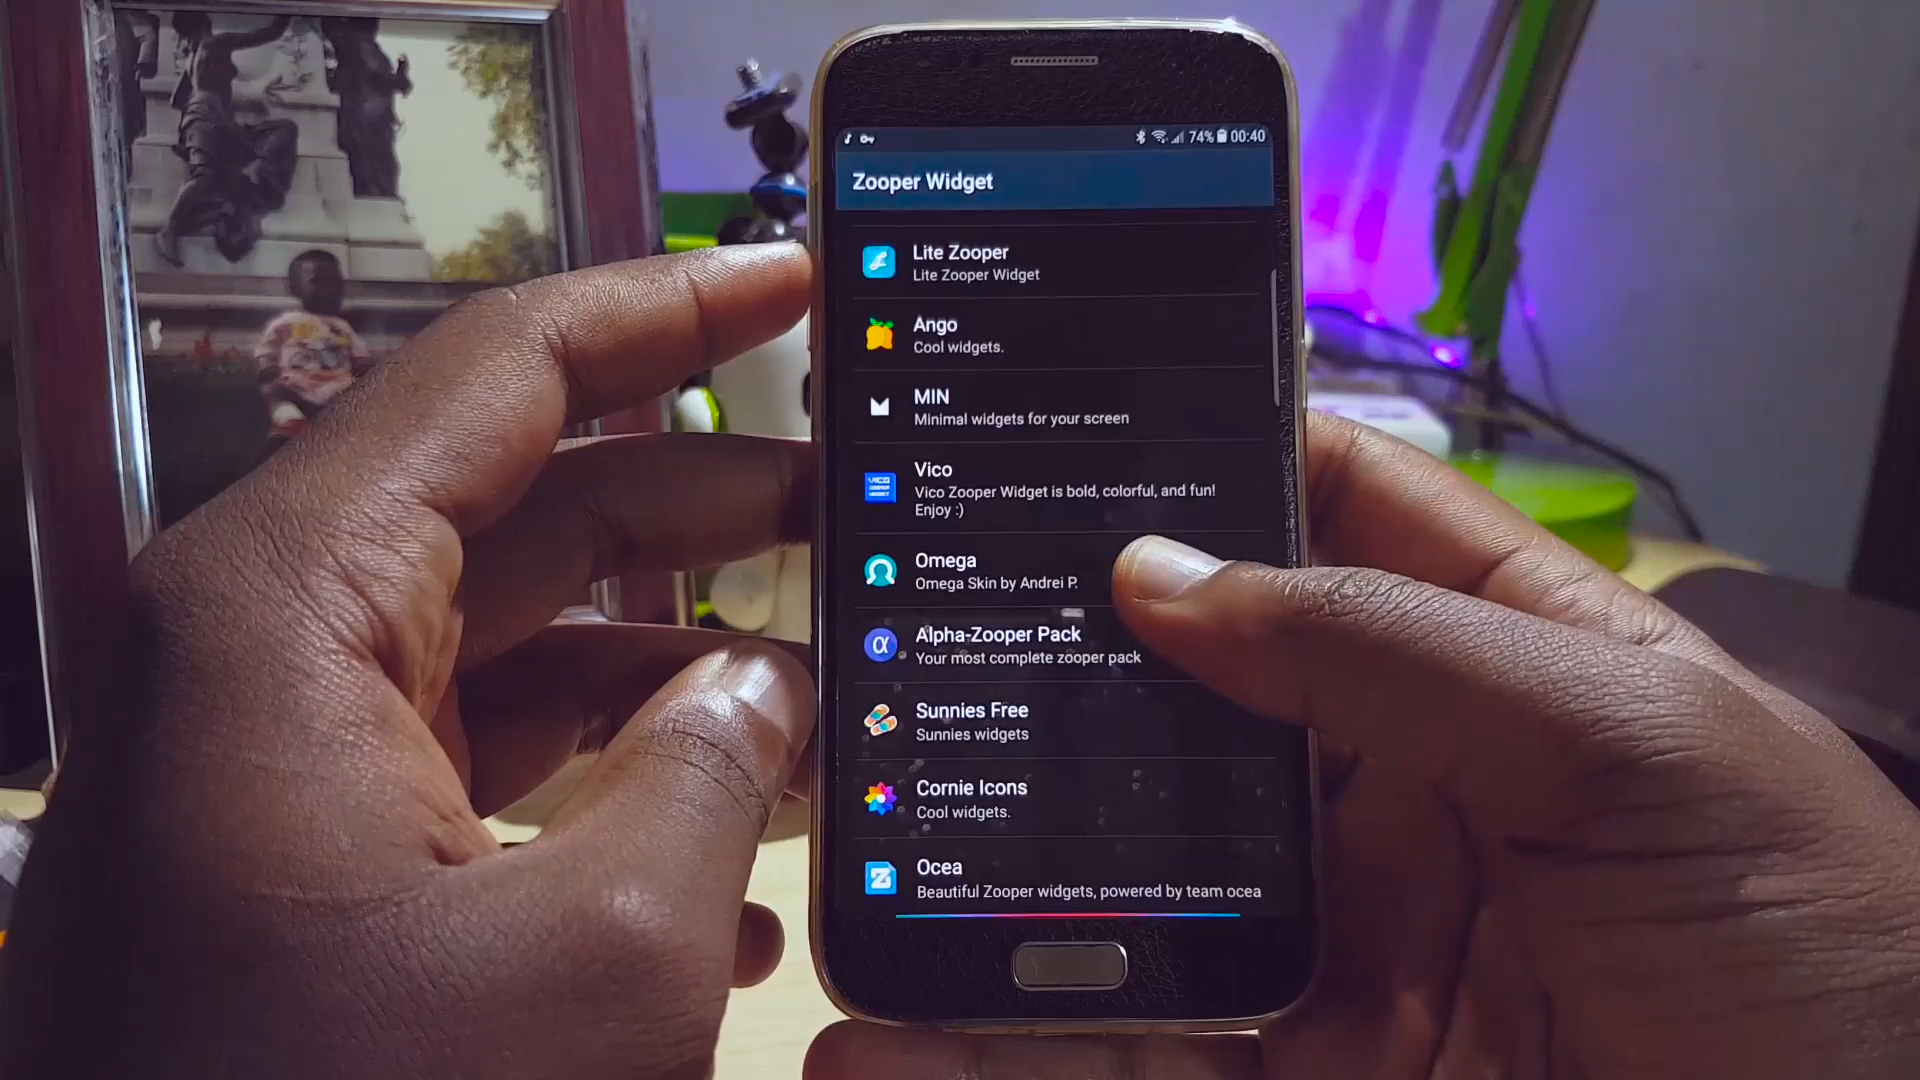 74% 00:40
Zooper Widget
Lite Zooper
Lite Zooper Widget
Ango
Cool widgets.
MIN
Minimal widgets for your screen
VICO
ZOOPER
WIDGET
Vico
Vico Zooper Widget is bold, colorful, and fun!
Enjoy :)
Omega
Omega Skin by Andrei P.
α
Alpha-Zooper Pack
Your most complete zooper pack
Sunnies Free
Sunnies widgets
Cornie Icons
Cool widgets.
Z
Ocea
Beautiful Zooper widgets, powered by team ocea